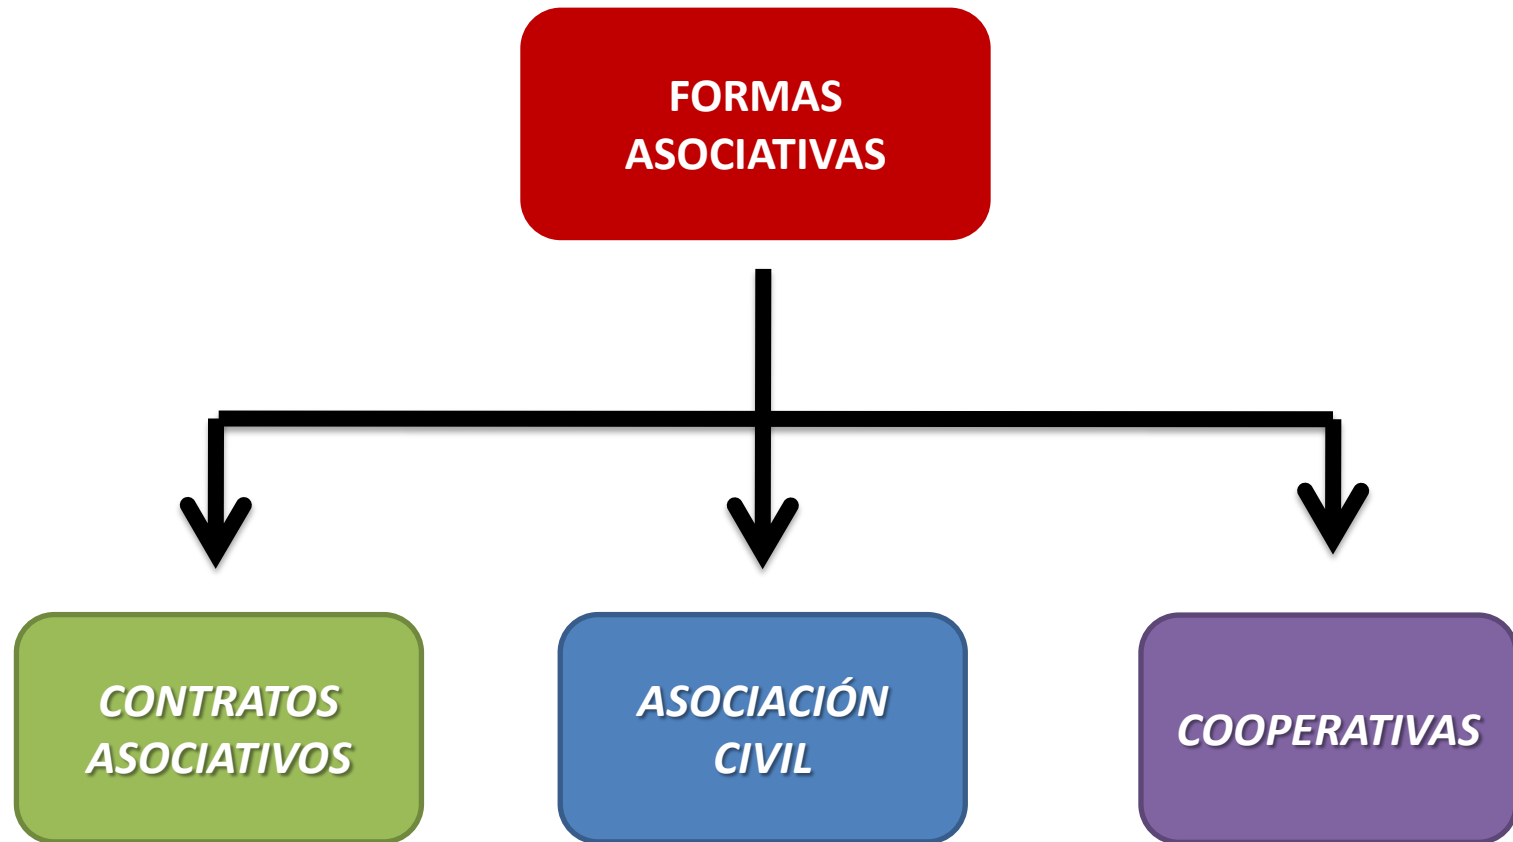 FORMAS
ASOCIATIVAS
CONTRATOS
ASOCIATIVOS
ASOCIACIÓN
CIVIL
COOPERATIVAS